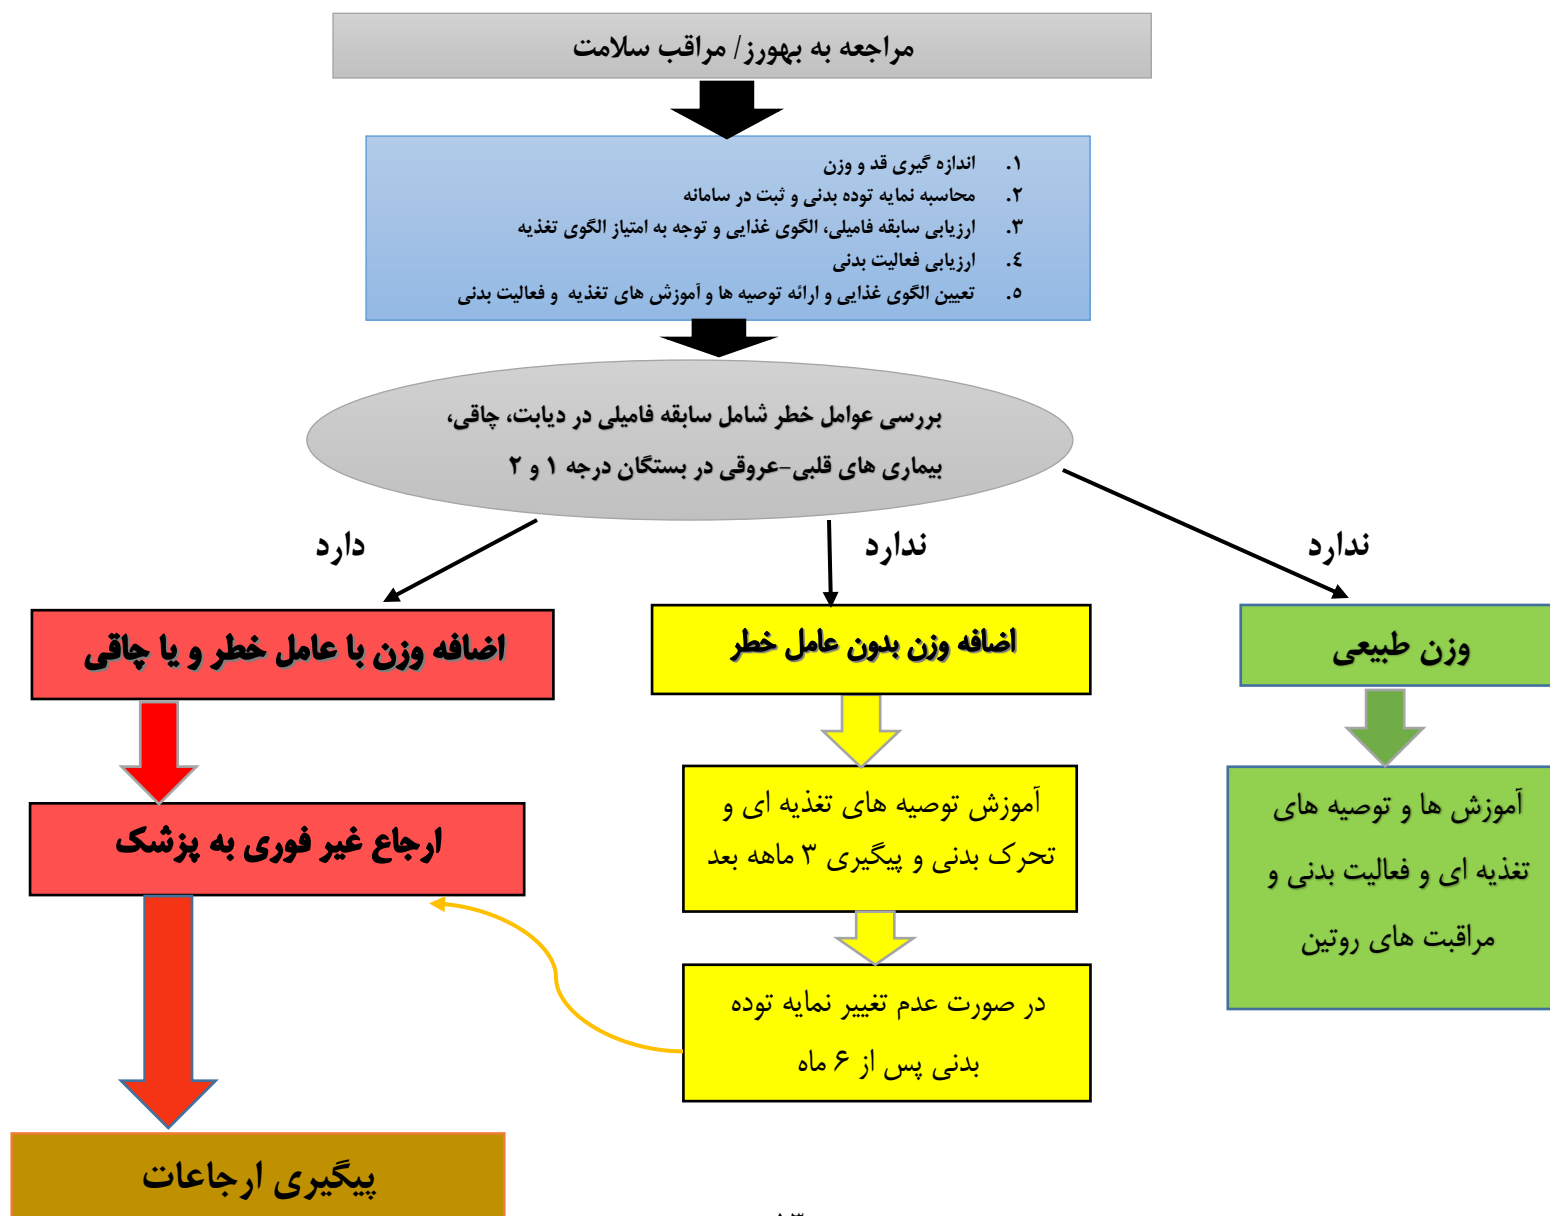 مراجعه به بهورز/ مراقب سلامت
۱. اندازه گیری قد و وزن
۲. محاسبه نمایه توده بدنی و ثبت در سامانه
۳. ارزیابی سابقه فامیلی، الگوی غذایی و توجه به امتیاز الگوی تغذیه
٤. ارزیابی فعالیت بدنی
٥. تعیین الگوی غذایی و ارائه توصیه ها و آموزش های تغذیه و فعالیت بدنی
بررسی عوامل خطر شامل سابقه فامیلی در دیابت، چاقی،
بیماری های قلبی-عروقی در بستگان درجه ۱ و ۲
ندارد
ندارد
دارد
وزن طبیعی
اضافه وزن بدون عامل خطر
اضافه وزن با عامل خطر و یا چاقی
آموزش ها و توصیه های
تغذیه ای و فعالیت بدنی و
مراقبت های روتین
آموزش توصیه های تغذیه ای و
تحرک بدنی و پیگیری ۳ ماهه بعد
ارجاع غیر فوری به پزشک
در صورت عدم تغییر نمایه توده
بدنی پس از ۶ ماه
پیگیری ارجاعات